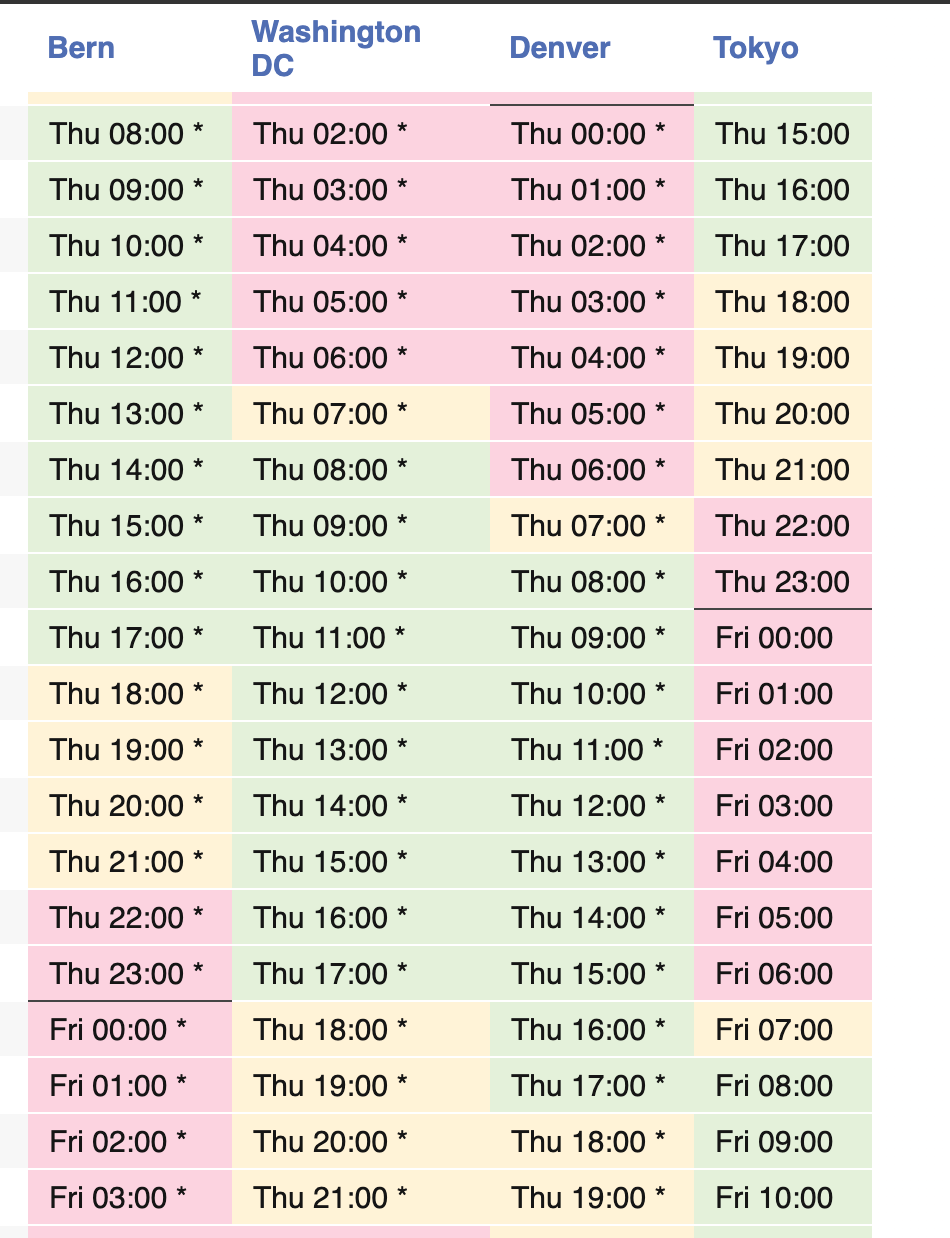 Bern Washington DC Denver Tokyo
Thu 08:00 * Thu 02:00 * Thu 00:00 * Thu 15:00
Thu 09:00 * Thu 03:00 * Thu 01:00 * Thu 16:00
Thu 10:00 * Thu 04:00 * Thu 02:00 * Thu 17:00
Thu 11:00 * Thu 05:00 * Thu 03:00 * Thu 18:00
Thu 12:00 * Thu 06:00 * Thu 04:00 * Thu 19:00
Thu 13:00 * Thu 07:00 * Thu 05:00 * Thu 20:00
Thu 14:00 * Thu 08:00 * Thu 06:00 * Thu 21:00
Thu 15:00 * Thu 09:00 * Thu 07:00 * Thu 22:00
Thu 16:00 * Thu 10:00 * Thu 08:00 * Thu 23:00
Thu 17:00 * Thu 11:00 * Thu 09:00 * Fri 00:00
Thu 18:00 * Thu 12:00 * Thu 10:00 * Fri 01:00
Thu 19:00 * Thu 13:00 * Thu 11:00 * Fri 02:00
Thu 20:00 * Thu 14:00 * Thu 12:00 * Fri 03:00
Thu 21:00 * Thu 15:00 * Thu 13:00 * Fri 04:00
Thu 22:00 * Thu 16:00 * Thu 14:00 * Fri 05:00
Thu 23:00 * Thu 17:00 * Thu 15:00 * Fri 06:00
Fri 00:00 * Thu 18:00 * Thu 16:00 * Fri 07:00
Fri 01:00 * Thu 19:00 * Thu 17:00 * Fri 08:00
Fri 02:00 * Thu 20:00 * Thu 18:00 * Fri 09:00
Fri 03:00 * Thu 21:00 * Thu 19:00 * Fri 10:00